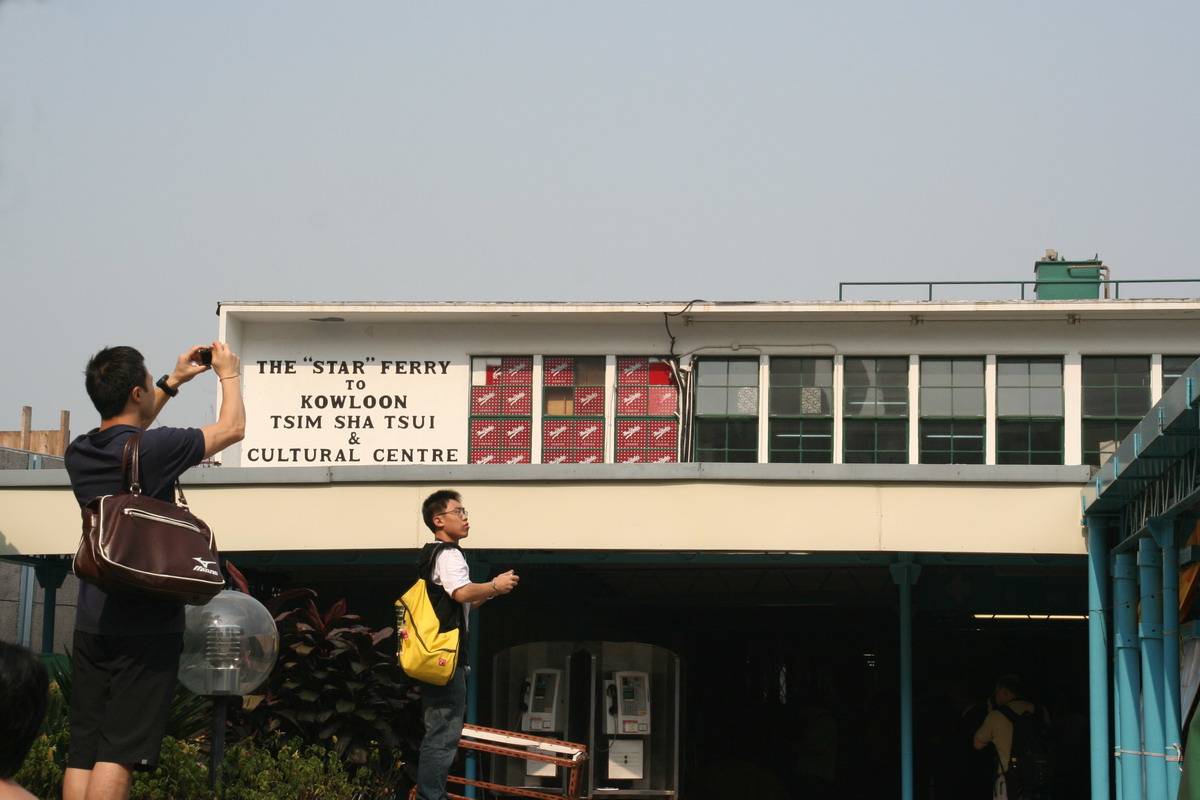 THE "STAR" FERRY
TO
KOWLOON
TSIM SHA TSUI
&
CULTURAL CENTRE
MIZUNO